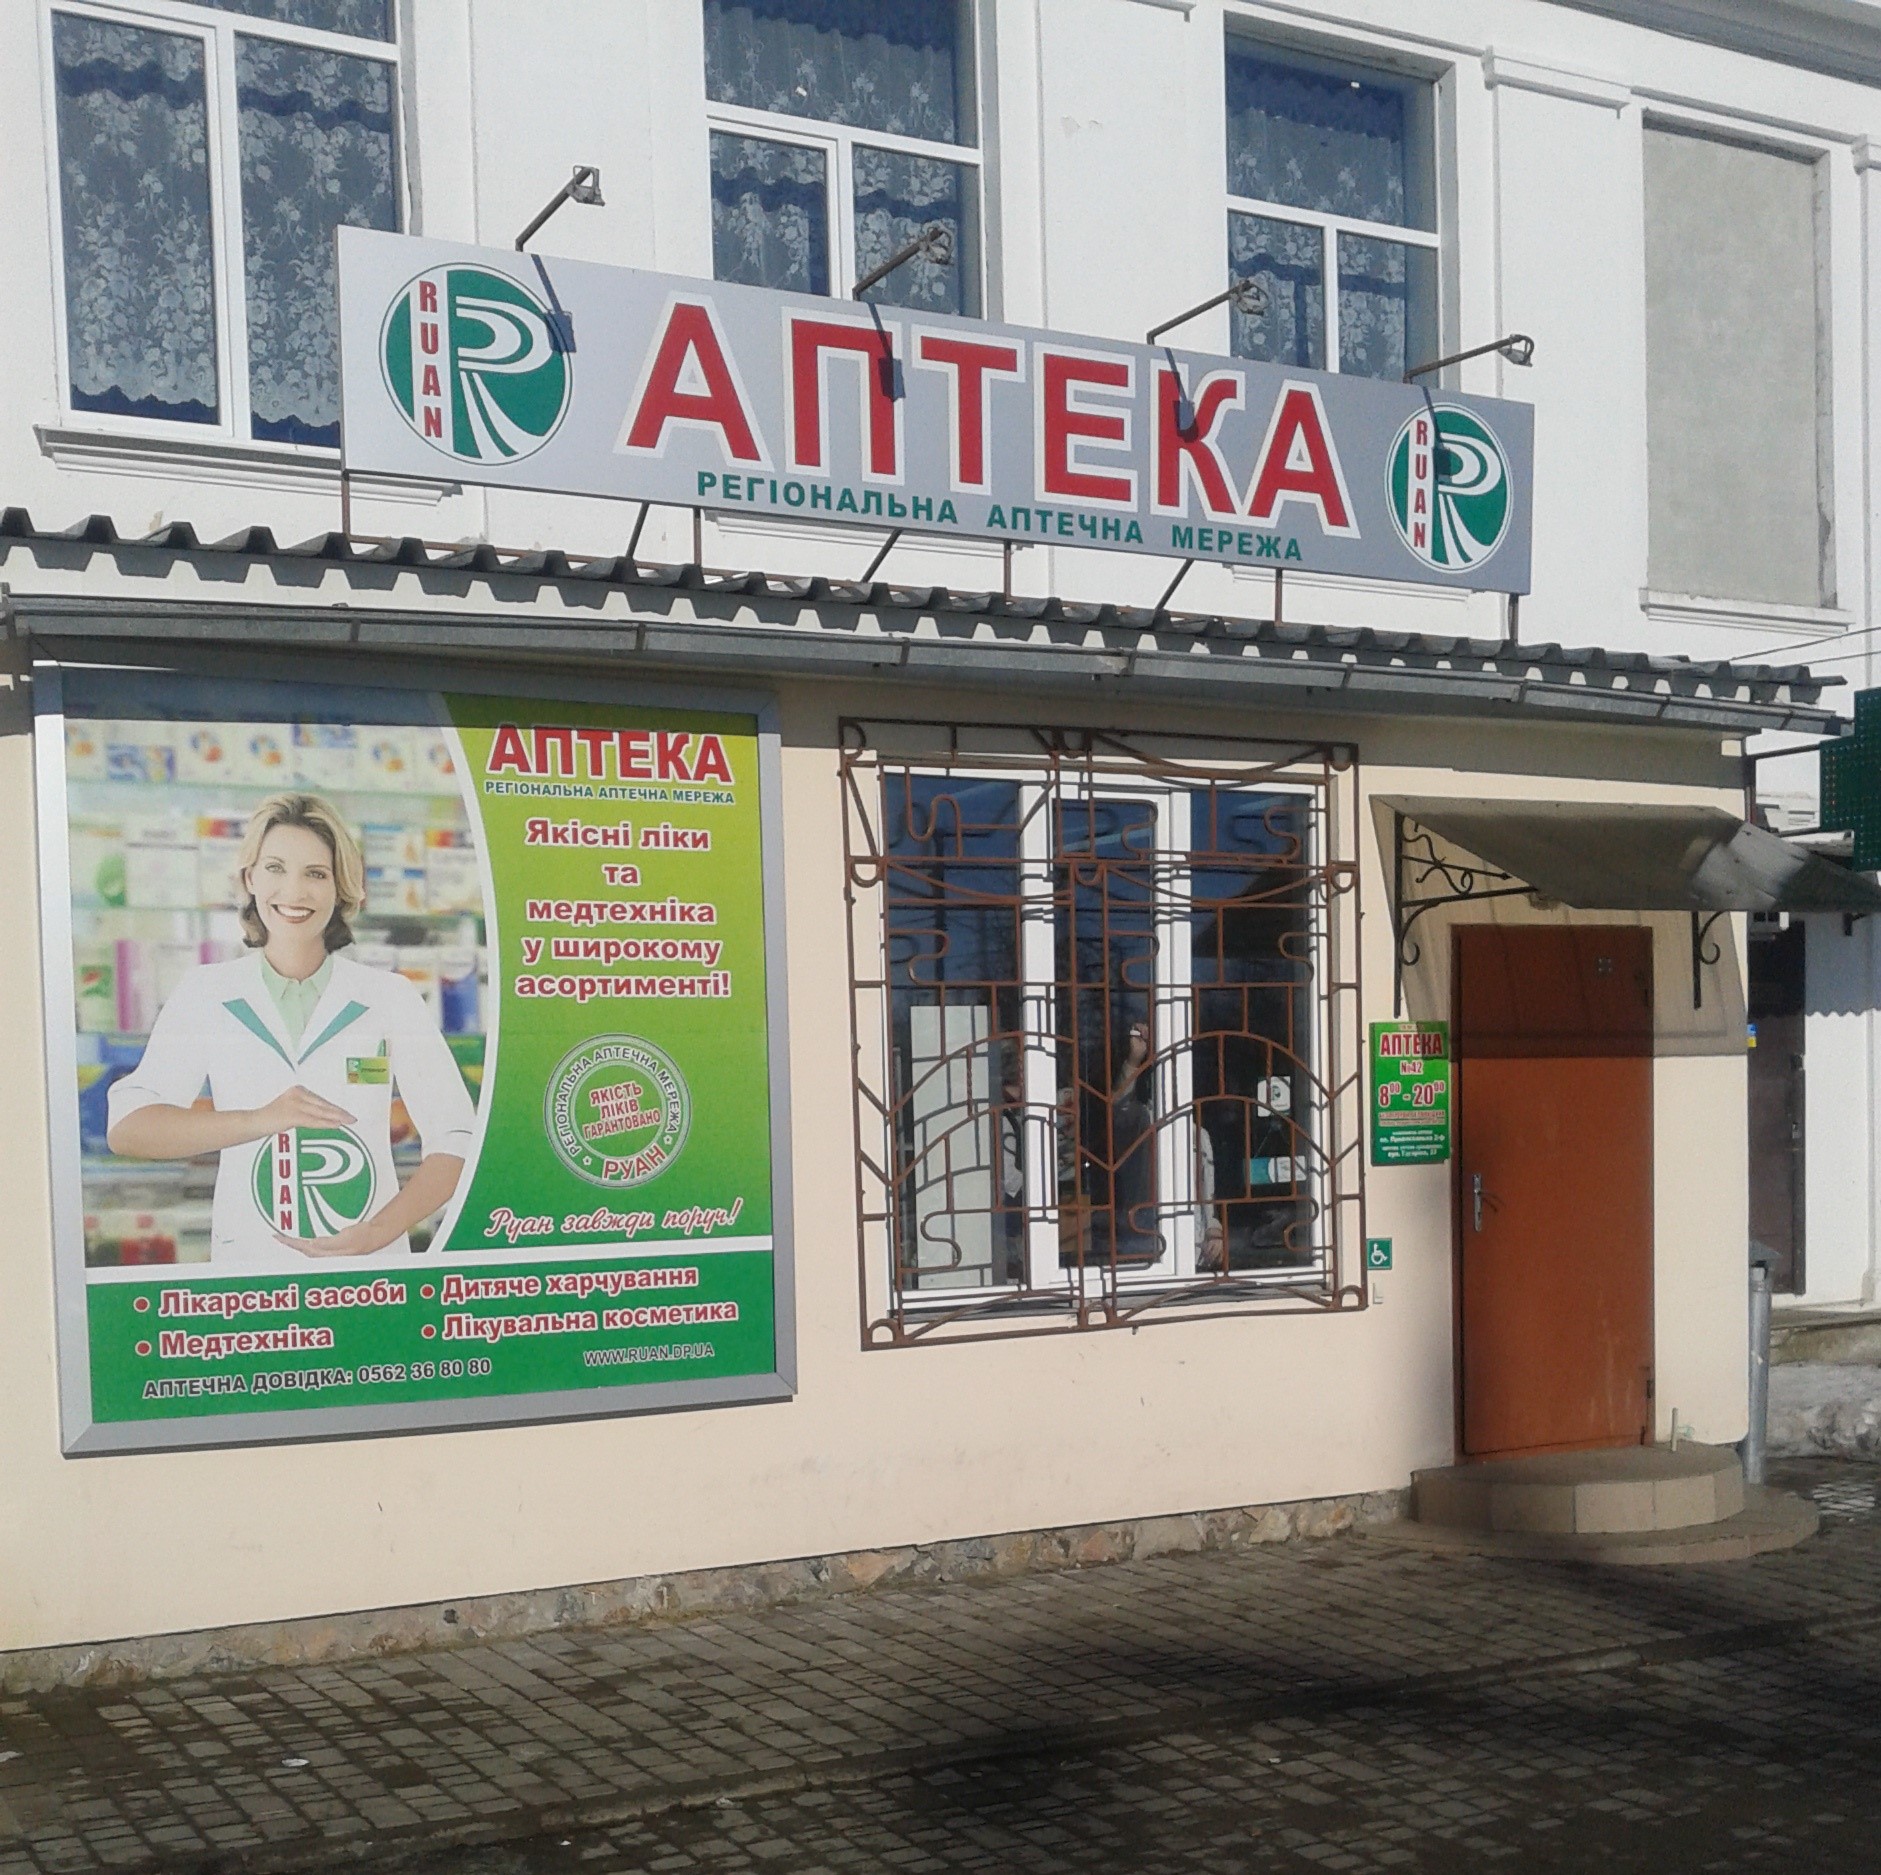 RUAN
АПТЕКА
РЕГІОНАЛЬНА АПТЕЧНА МЕРЕЖА
RUAN
АПТЕКА
РЕГІОНАЛЬНА АПТЕЧНА МЕРЕЖА
Якісні ліки
та
медтехніка
у широкому
асортименті!
РЕГІОНАЛЬНА АПТЕЧНА МЕРЕЖА
ЯКІСТЬ
ЛІКІВ
ГАРАНТОВАНО
РУАН
RUAN
Руан завжди поруч!
• Лікарські засоби • Дитяче харчування
• Медтехніка • Лікувальна косметика
АПТЕЧНА ДОВІДКА: 0562 36 80 80 WWW.RUAN.DP.UA
АПТЕКА
№42
8⁰⁰ - 20⁰⁰